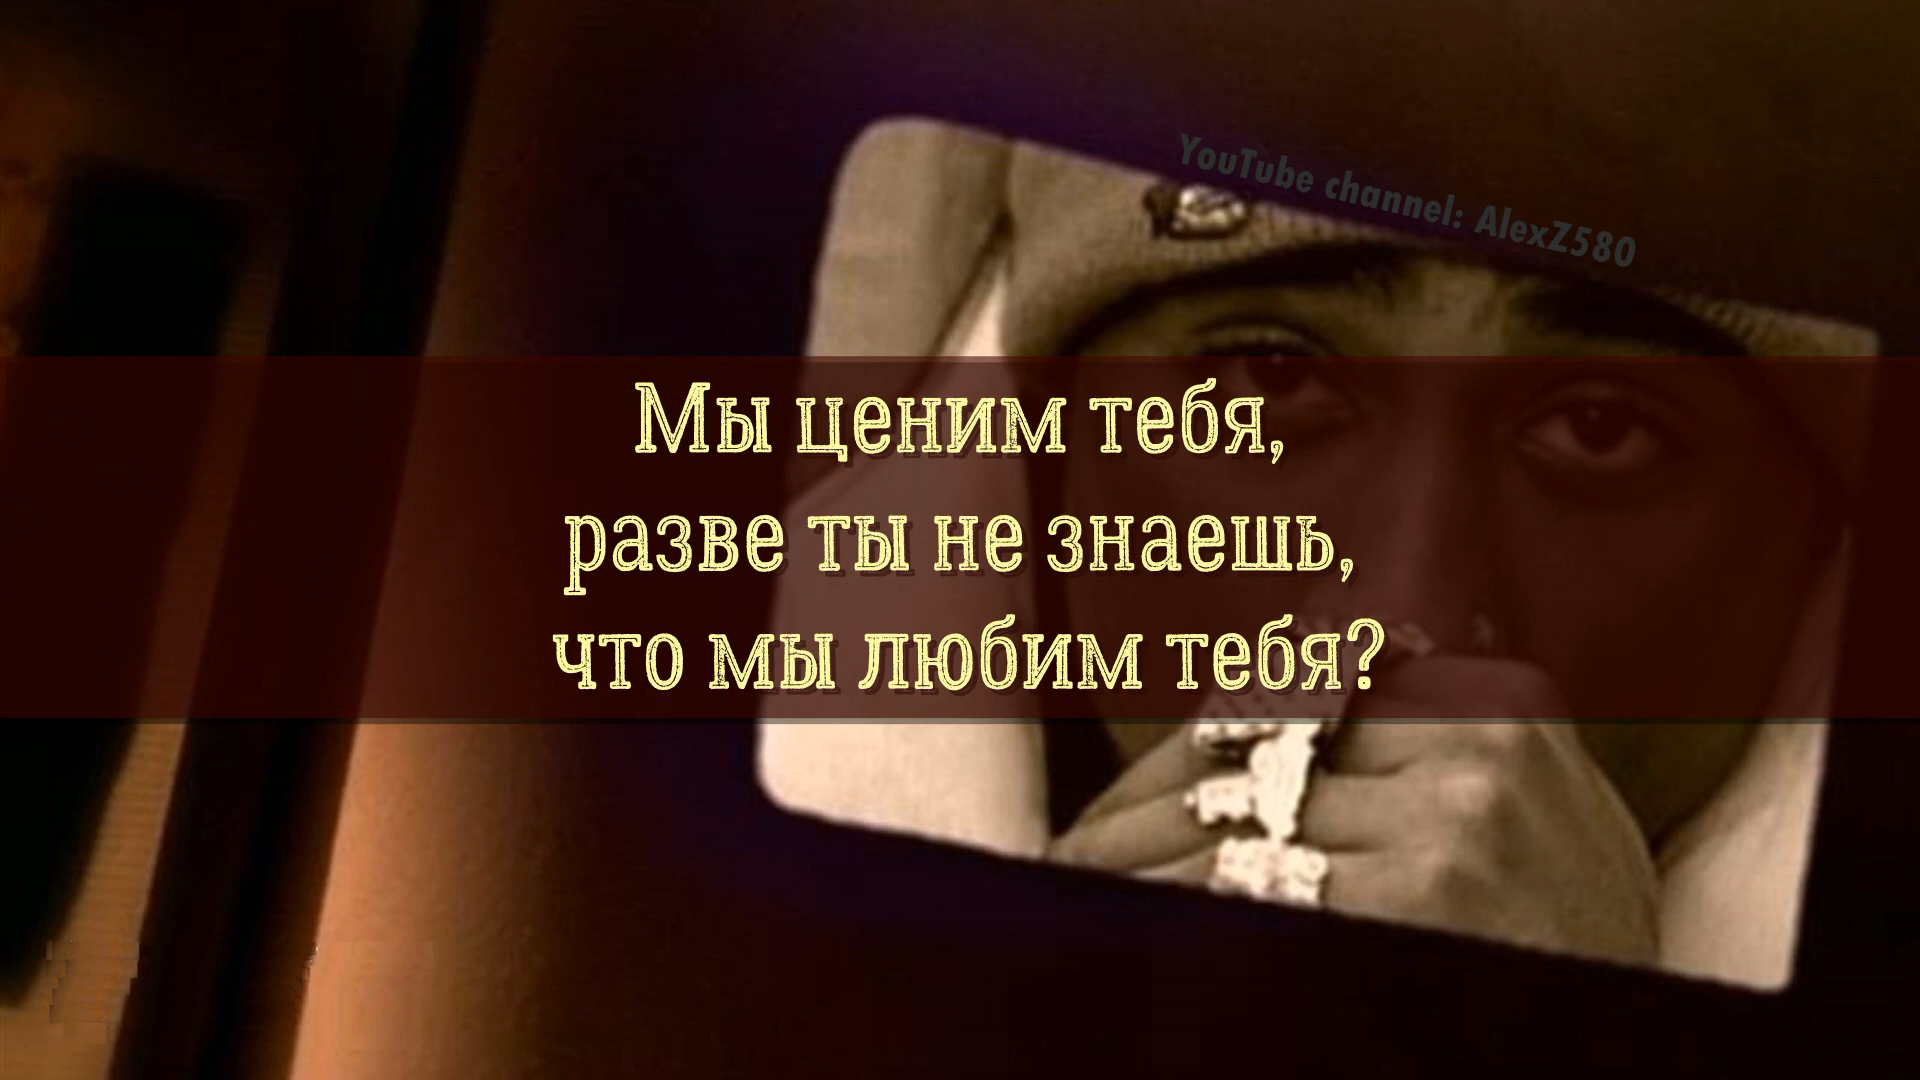 YouTube channel: AlexZ580
Мы ценим тебя,
разве ты не знаешь,
что мы любим тебя?